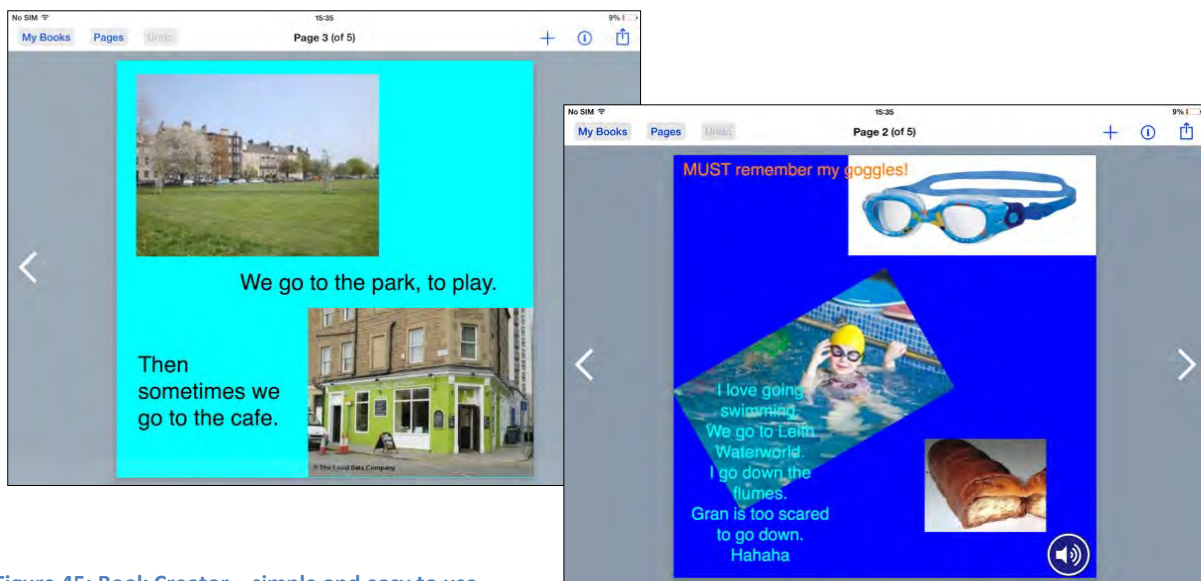 No SIM 15:35 9%
My Books Pages Undo Page 3 (of 5)
We go to the park, to play.
Then
sometimes we
go to the cafe.
© The Local Data Company
No SIM 15:35 9%
My Books Pages Undo Page 2 (of 5)
MUST remember my goggles!
I love going
swimming.
We go to Leith
Waterworld.
I go down the
flumes.
Gran is too scared
to go down.
Hahaha
Figure 45: Book Creator – simple and easy to use